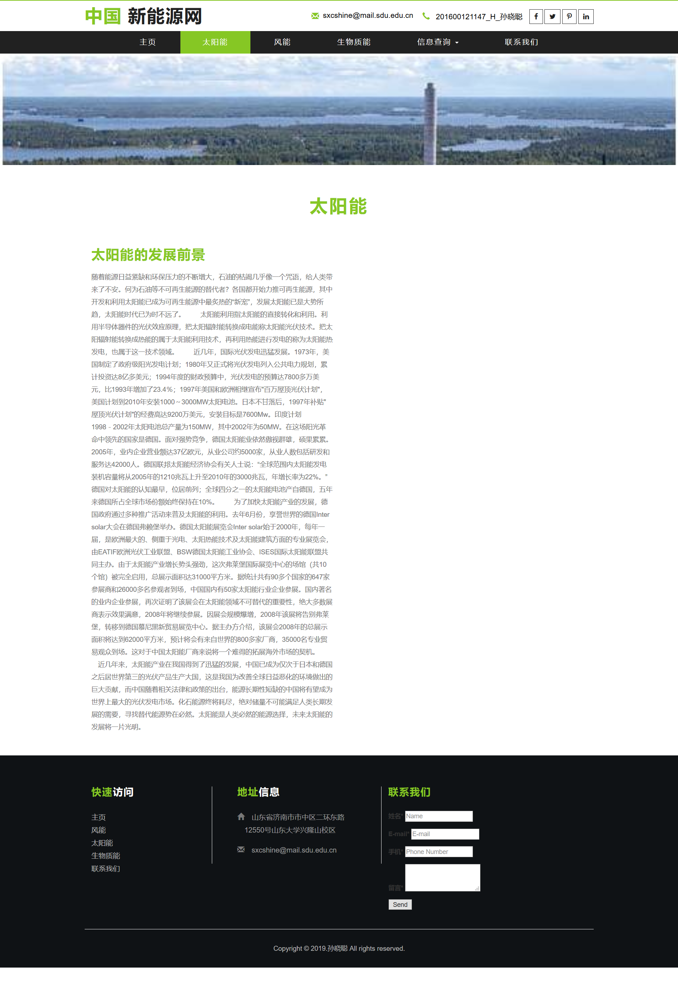 中国 新能源网
sxcshine@mail.sdu.edu.cn 201600121147_H_孙晓聪
主页 太阳能 风能 生物质能 信息查询 联系我们
太阳能
太阳能的发展前景
随着能源日益紧缺和环保压力的不断增大，石油的枯竭几乎像一个咒语，给人类带
来了不安。何为石油等不可再生能源的替代者？各国都开始力推可再生能源，其中
开发和利用太阳能已成为可再生能源中最炙热的“新宠”，发展太阳能已是大势所
趋，太阳能时代已为时不远了。 太阳能利用指太阳能的直接转化和利用。利
用半导体器件的光伏效应原理，把太阳辐射能转换成电能称太阳能光伏技术。把太
阳辐射能转换成热能的属于太阳能利用技术，再利用热能进行发电的称为太阳能热
发电，也属于这一技术领域。 近几年，国际光伏发电迅猛发展。1973年，美
国制定了政府级阳光发电计划；1980年又正式将光伏发电列入公共电力规划，累
计投资达8亿多美元；1994年度的财政预算中，光伏发电的预算达7800多万美
元，比1993年增加了23.4％；1997年美国和欧洲相继宣布"百万屋顶光伏计划"，
美国计划到2010年安装1000～3000MW太阳电池。日本不甘落后，1997年补贴"
屋顶光伏计划"的经费高达9200万美元，安装目标是7600Mw。印度计划
1998－2002年太阳电池总产量为150MW，其中2002年为50MW。在这场阳光革
命中领先的国家是德国。面对强势竞争，德国太阳能业依然傲视群雄，硕果累累。
2005年，业内企业营业额达37亿欧元，从业公司约5000家，从业人数包括研发和
服务达42000人。德国联邦太阳能经济协会有关人士说：“全球范围内太阳能发电
装机容量将从2005年的1210兆瓦上升至2010年的3000兆瓦，年增长率为22%。”
德国对太阳能的认知最早，位居前列；全球四分之一的太阳能电池产自德国，五年
来德国所占全球市场份额始终保持在10%。 为了加快太阳能产业的发展，德
国政府通过多种推广活动来普及太阳能的利用。去年6月份，享誉世界的德国Inter
solar大会在德国弗赖堡举办。德国太阳能展览会Inter solar始于2000年，每年一
届，是欧洲最大的、侧重于光电、太阳热能技术及太阳能建筑方面的专业展览会，
由EATIF欧洲光伏工业联盟、BSW德国太阳能工业协会、ISES国际太阳能联盟共
同主办。由于太阳能产业增长势头强劲，这次弗莱堡国际展览中心的场馆（共10
个馆）被完全启用，总展示面积达31000平方米。据统计共有90多个国家的647家
参展商和26000多名参观者到场，中国国内有50家太阳能行业企业参展。国内著名
的业内企业参展，再次证明了该展会在太阳能领域不可替代的重要性，绝大多数展
商表示效果满意，2008年将继续参展。因展会规模爆增，2008年该展将告别弗莱
堡，转移到德国慕尼黑新贸易展览中心。据主办方介绍，该展会2008年的总展示
面积将达到62000平方米，预计将会有来自世界的800多家厂商，35000名专业贸
易观众到场。这对于中国太阳能厂商来说将一个难得的拓展海外市场的契机。
近几年来，太阳能产业在我国得到了迅猛的发展，中国已成为仅次于日本和德国
之后居世界第三的光伏产品生产大国，这是我国为改善全球日益恶化的环境做出的
巨大贡献，而中国随着相关法律和政策的出台，能源长期性短缺的中国将有望成为
世界上最大的光伏发电市场。化石能源终将耗尽，绝对储量不可能满足人类长期发
展的需要，寻找替代能源势在必然。太阳能是人类必然的能源选择，未来太阳能的
发展将一片光明。
快速访问
主页
风能
太阳能
生物质能
联系我们
地址信息
山东省济南市市中区二环东路
12550号山东大学兴隆山校区
sxcshine@mail.sdu.edu.cn
联系我们
姓名* Name
E-mail* E-mail
手机* Phone Number
留言*
Send
Copyright © 2019.孙晓聪 All rights reserved.